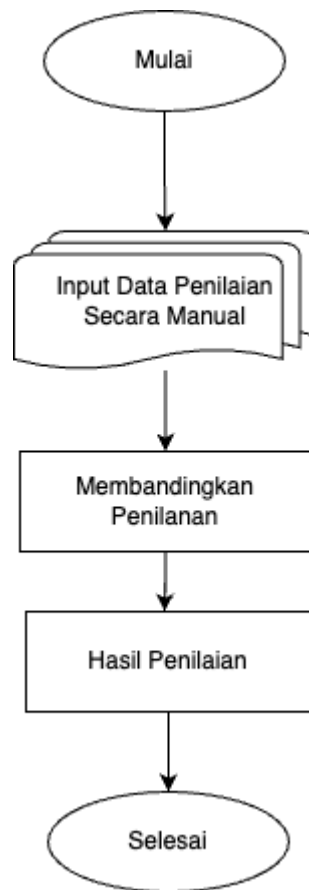 Mulai
Input Data Penilaian
Secara Manual
Membandingkan
Penilanan
Hasil Penilaian
Selesai